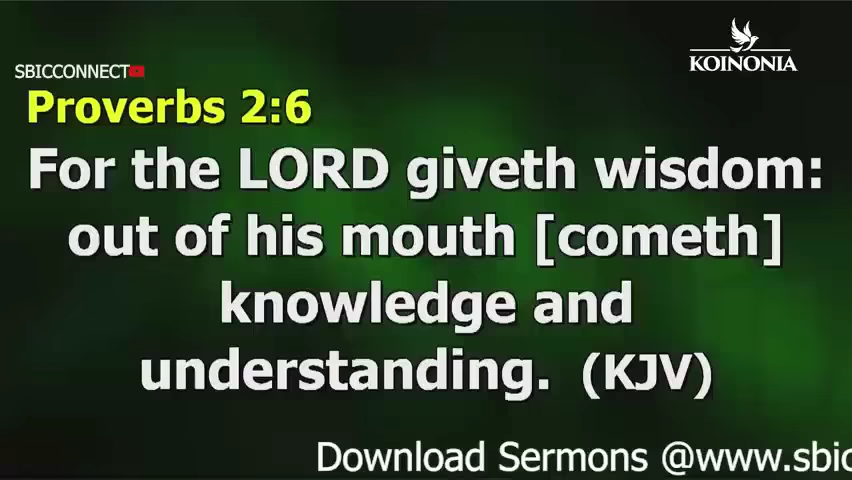 KOINONIA
SBICCONNECT
Proverbs 2:6
For the LORD giveth wisdom:
out of his mouth [cometh]
knowledge and
understanding. (KJV)
Download Sermons @www.sbic